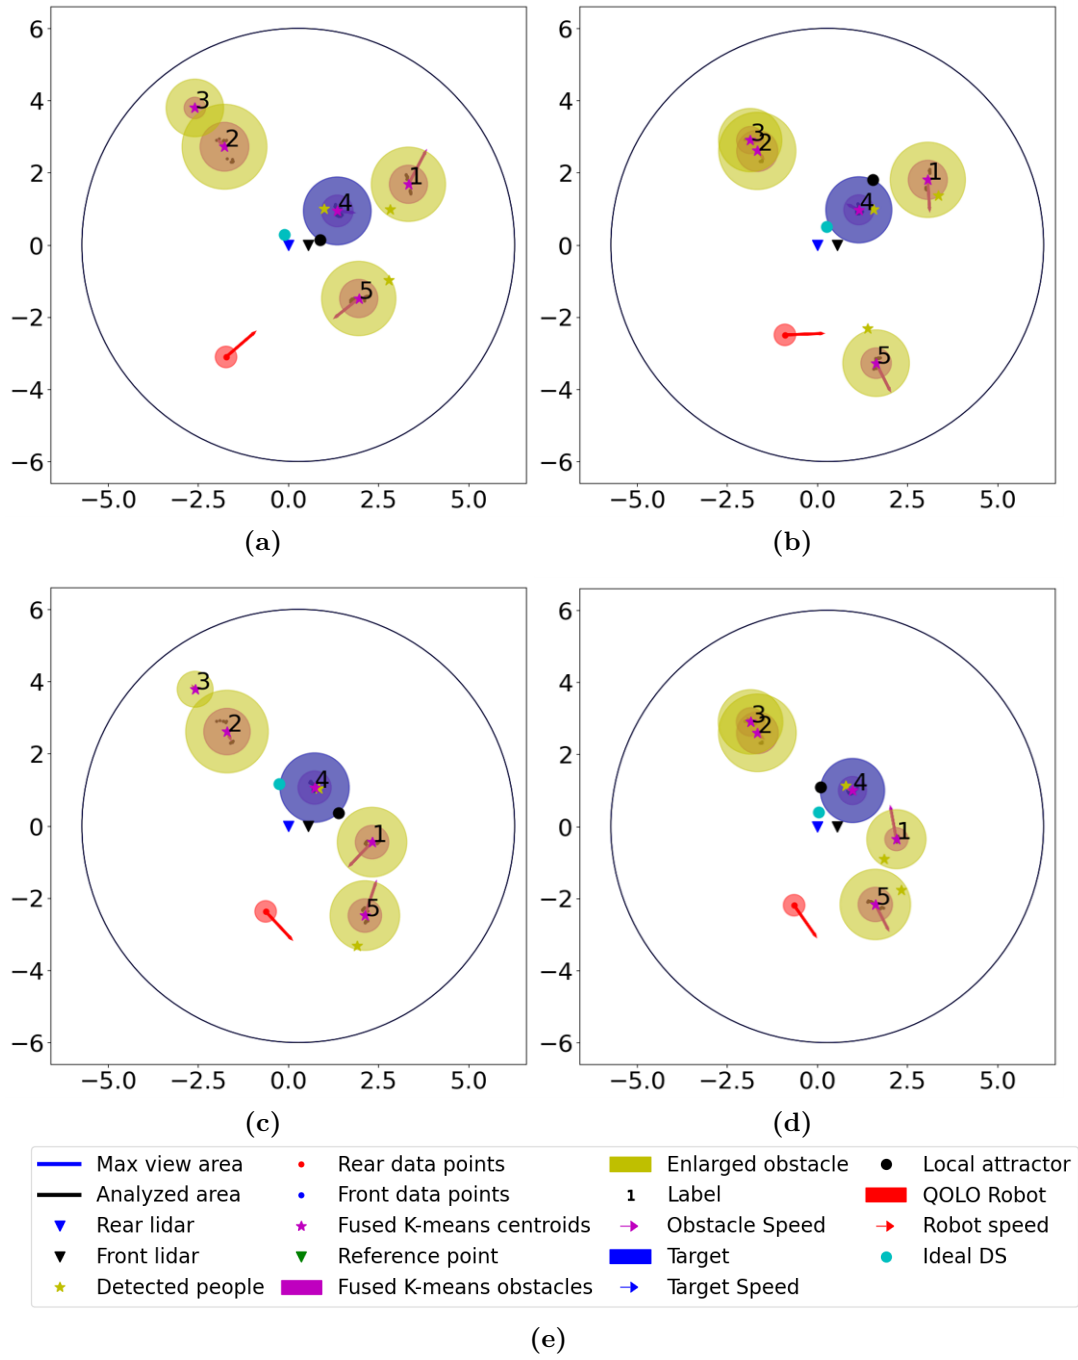 6
4
2
0
−2
−4
−6
3
2
1
4
5
−5.0 −2.5 0.0 2.5 5.0
(a)
6
4
2
0
−2
−4
−6
3
2
1
4
5
−5.0 −2.5 0.0 2.5 5.0
(b)
6
4
2
0
−2
−4
−6
3
2
4
1
5
−5.0 −2.5 0.0 2.5 5.0
(c)
6
4
2
0
−2
−4
−6
3
2
4
1
5
−5.0 −2.5 0.0 2.5 5.0
(d)
Max view area
Analyzed area
Rear lidar
Front lidar
Detected people
Rear data points
Front data points
Fused K-means centroids
Reference point
Fused K-means obstacles
Enlarged obstacle
1 Label
Obstacle Speed
Target
Target Speed
Local attractor
QOLO Robot
Robot speed
Ideal DS
(e)